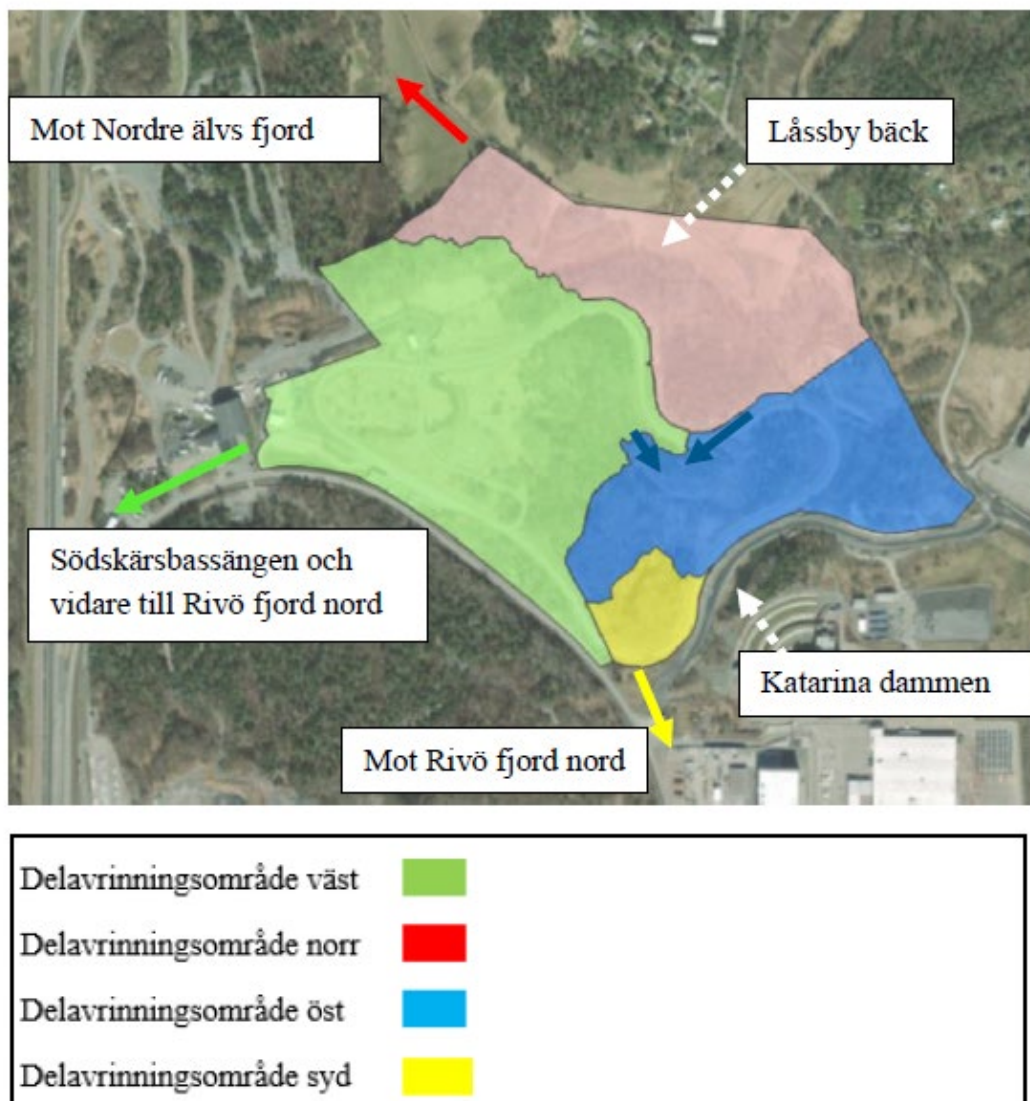 Mot Nordre älvs fjord
Låssby bäck
Södskärsbassängen och
vidare till Rivö fjord nord
Katarina dammen
Mot Rivö fjord nord
Delavrinningsområde väst
Delavrinningsområde norr
Delavrinningsområde öst
Delavrinningsområde syd